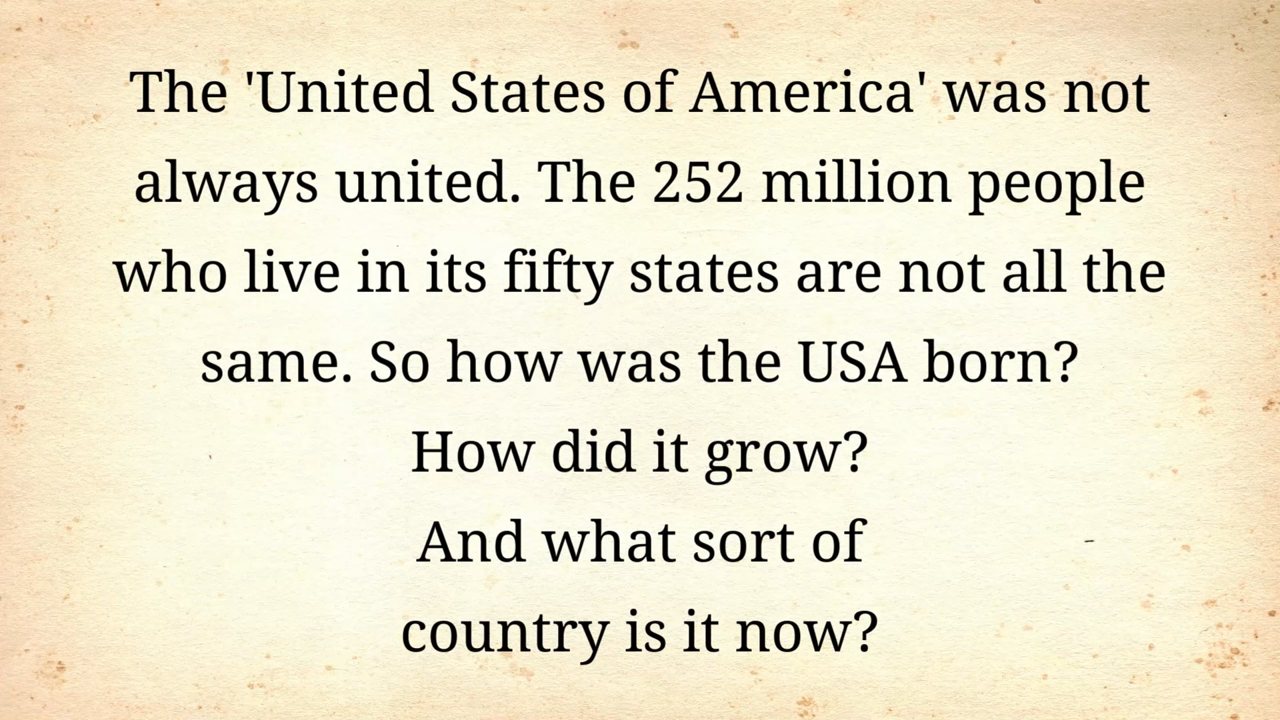 The 'United States of America' was not
always united. The 252 million people
who live in its fifty states are not all the
same. So how was the USA born?
How did it grow?
And what sort of
country is it now?